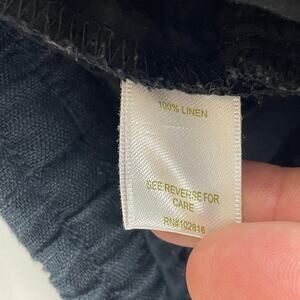 100% LINEN
SEE REVERSE FOR
CARE
RN#102816